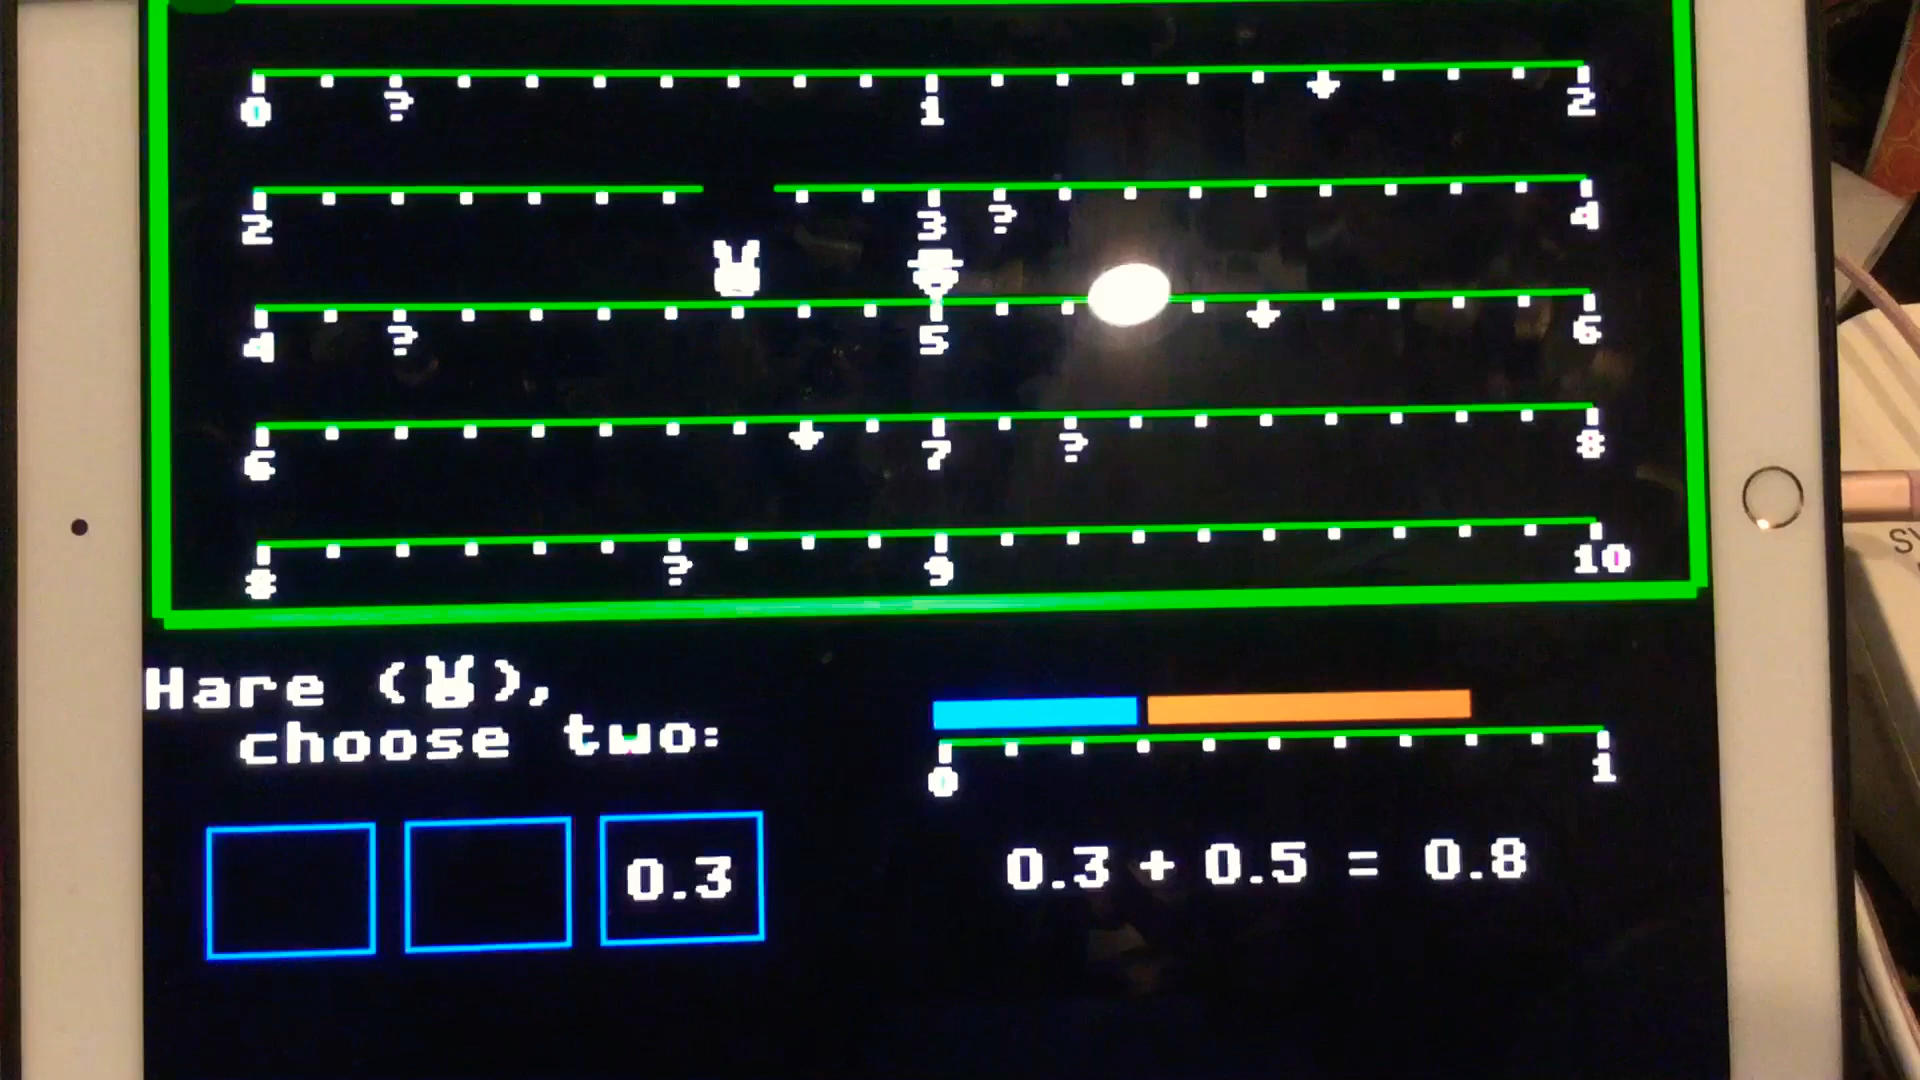 0 ? 1 2
2 3 ? 4
4 ? 5 6
6 7 ? 8
8 ? 9 10
Hare ( ),
choose two:
0 1
0.3
0.3 + 0.5 = 0.8